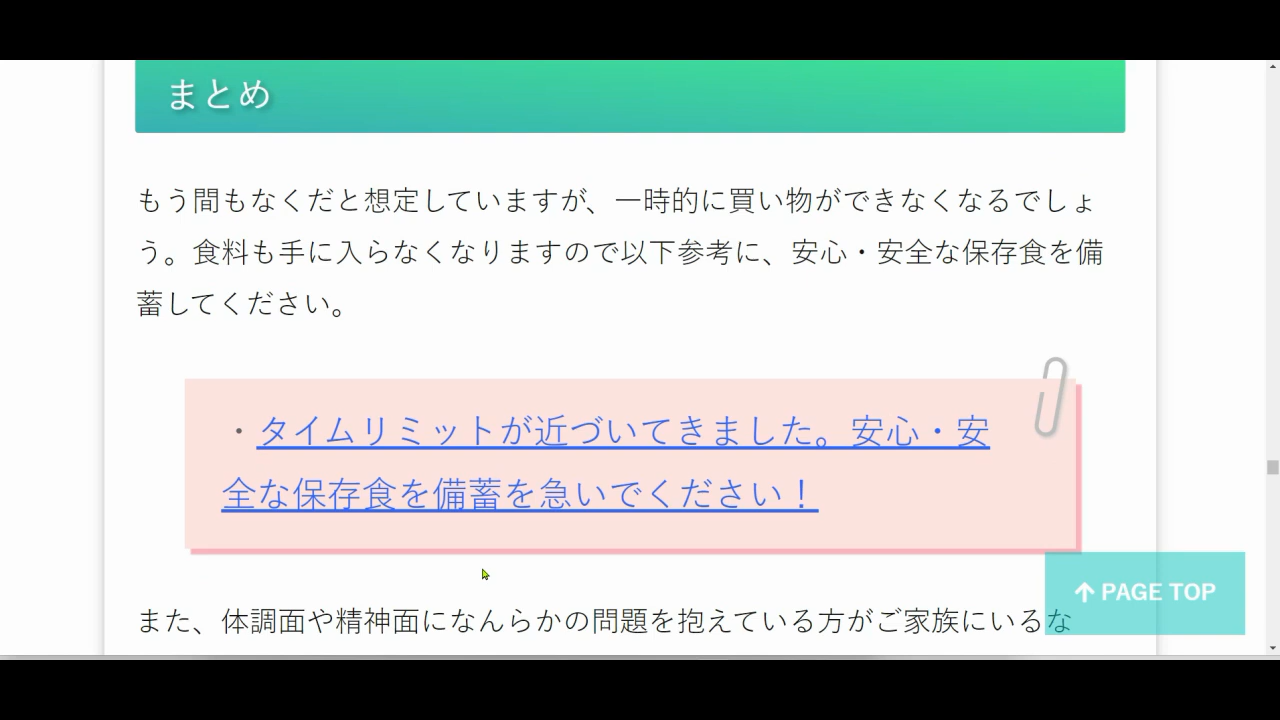 まとめ
もう間もなくだと想定していますが、一時的に買い物ができなくなるでしょ
う。食料も手に入らなくなりますので以下参考に、安心・安全な保存食を備
蓄してください。
・タイムリミットが近づいてきました。安心・安
全な保存食を備蓄を急いでください！
↑ PAGE TOP
また、体調面や精神面になんらかの問題を抱えている方がご家族にいるな